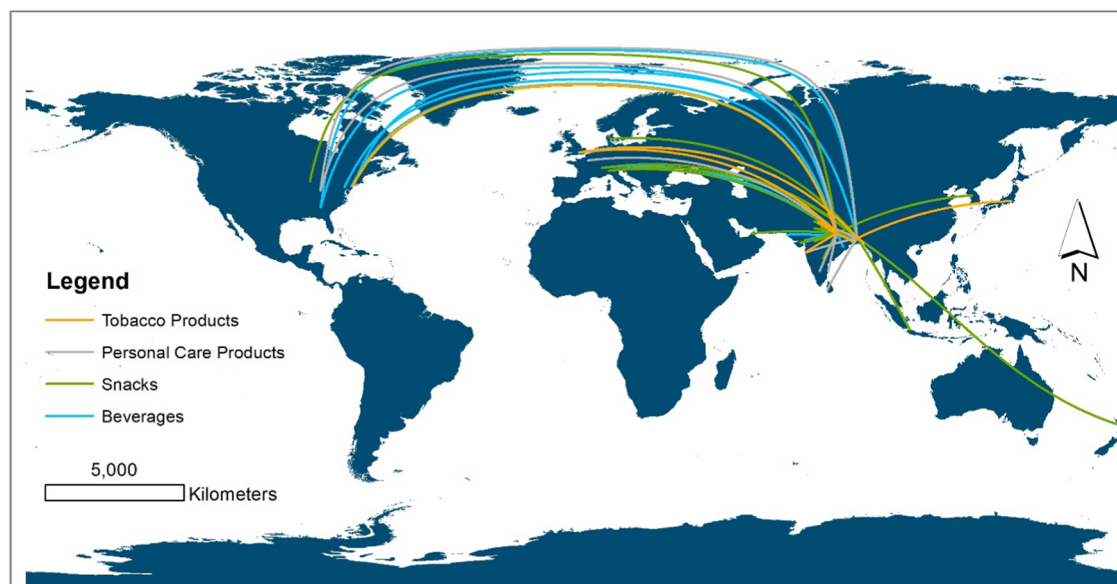 Legend
Tobacco Products
Personal Care Products
Snacks
Beverages
5,000
Kilometers
N